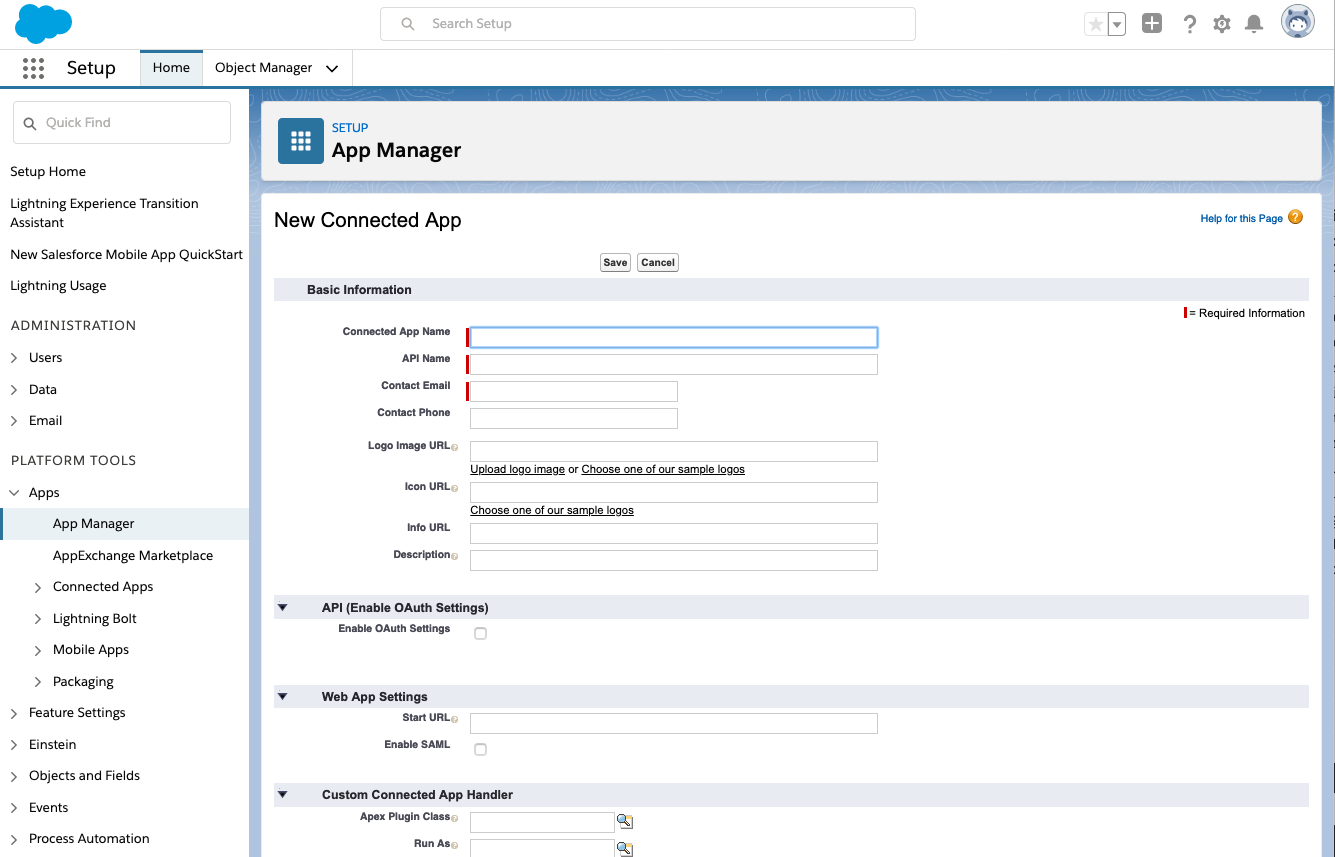 Search Setup
Setup
Home
Object Manager
Quick Find
Setup Home
Lightning Experience Transition
Assistant
New Salesforce Mobile App QuickStart
Lightning Usage
ADMINISTRATION
Users
Data
Email
PLATFORM TOOLS
Apps
App Manager
AppExchange Marketplace
Connected Apps
Lightning Bolt
Mobile Apps
Packaging
Feature Settings
Einstein
Objects and Fields
Events
Process Automation
SETUP
App Manager
New Connected App
Help for this Page ?
Save Cancel
Basic Information
= Required Information
Connected App Name
API Name
Contact Email
Contact Phone
Logo Image URL
Upload logo image or Choose one of our sample logos
Icon URL
Choose one of our sample logos
Info URL
Description
API (Enable OAuth Settings)
Enable OAuth Settings
Web App Settings
Start URL
Enable SAML
Custom Connected App Handler
Apex Plugin Class
Run As